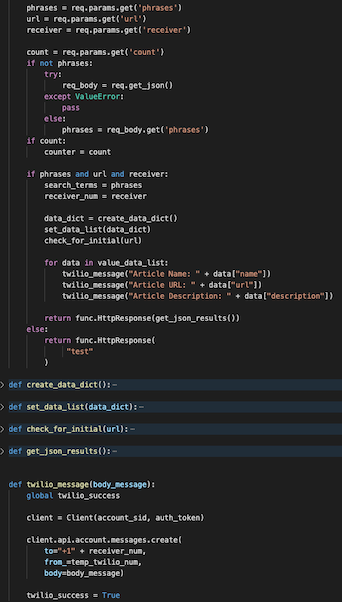 phrases = req.params.get('phrases')
url = req.params.get('url')
receiver = req.params.get('receiver')
count = req.params.get('count')
if not phrases:
try:
req_body = req.get_json()
except ValueError:
pass
else:
phrases = req_body.get('phrases')
if count:
counter = count
if phrases and url and receiver:
search_terms = phrases
receiver_num = receiver
data_dict = create_data_dict()
set_data_list(data_dict)
check_for_initial(url)
for data in value_data_list:
twilio_message("Article Name: " + data["name"])
twilio_message("Article URL: " + data["url"])
twilio_message("Article Description: " + data["description"])
return func.HttpResponse(get_json_results())
else:
return func.HttpResponse(
"test"
)
def create_data_dict():
def set_data_list(data_dict):
def check_for_initial(url):
def get_json_results():
def twilio_message(body_message):
global twilio_success
client = Client(account_sid, auth_token)
client.api.account.messages.create(
to="+1" + receiver_num,
from_=temp_twilio_num,
body=body_message)
twilio_success = True